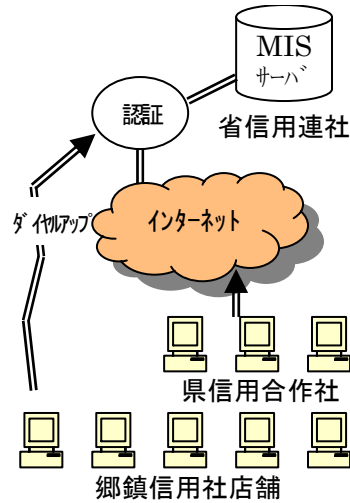 MIS
サーバ
認証
省信用連社
ダイヤルアップ
インターネット
県信用合作社
郷鎮信用社店舗